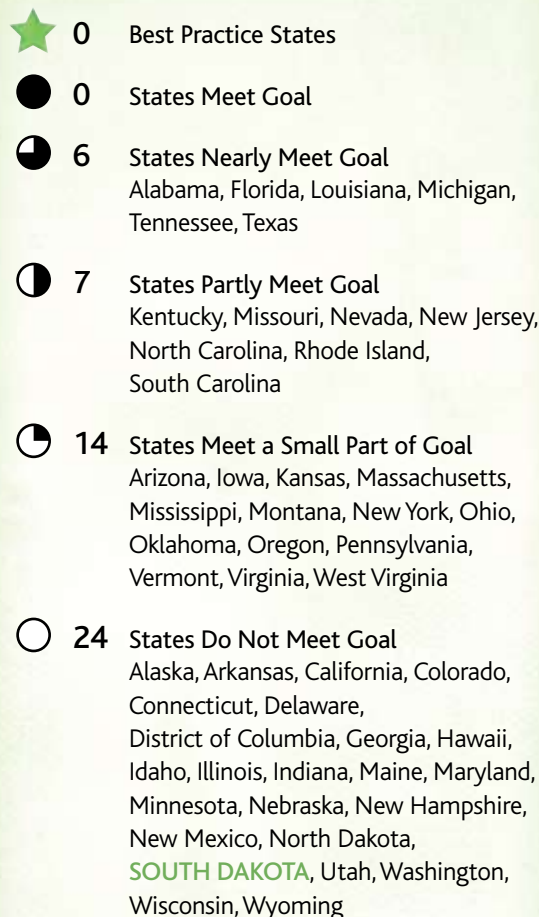 0 Best Practice States
0 States Meet Goal
6 States Nearly Meet Goal
Alabama, Florida, Louisiana, Michigan,
Tennessee, Texas
7 States Partly Meet Goal
Kentucky, Missouri, Nevada, New Jersey,
North Carolina, Rhode Island,
South Carolina
14 States Meet a Small Part of Goal
Arizona, Iowa, Kansas, Massachusetts,
Mississippi, Montana, New York, Ohio,
Oklahoma, Oregon, Pennsylvania,
Vermont, Virginia, West Virginia
24 States Do Not Meet Goal
Alaska, Arkansas, California, Colorado,
Connecticut, Delaware,
District of Columbia, Georgia, Hawaii,
Idaho, Illinois, Indiana, Maine, Maryland,
Minnesota, Nebraska, New Hampshire,
New Mexico, North Dakota,
SOUTH DAKOTA, Utah, Washington,
Wisconsin, Wyoming